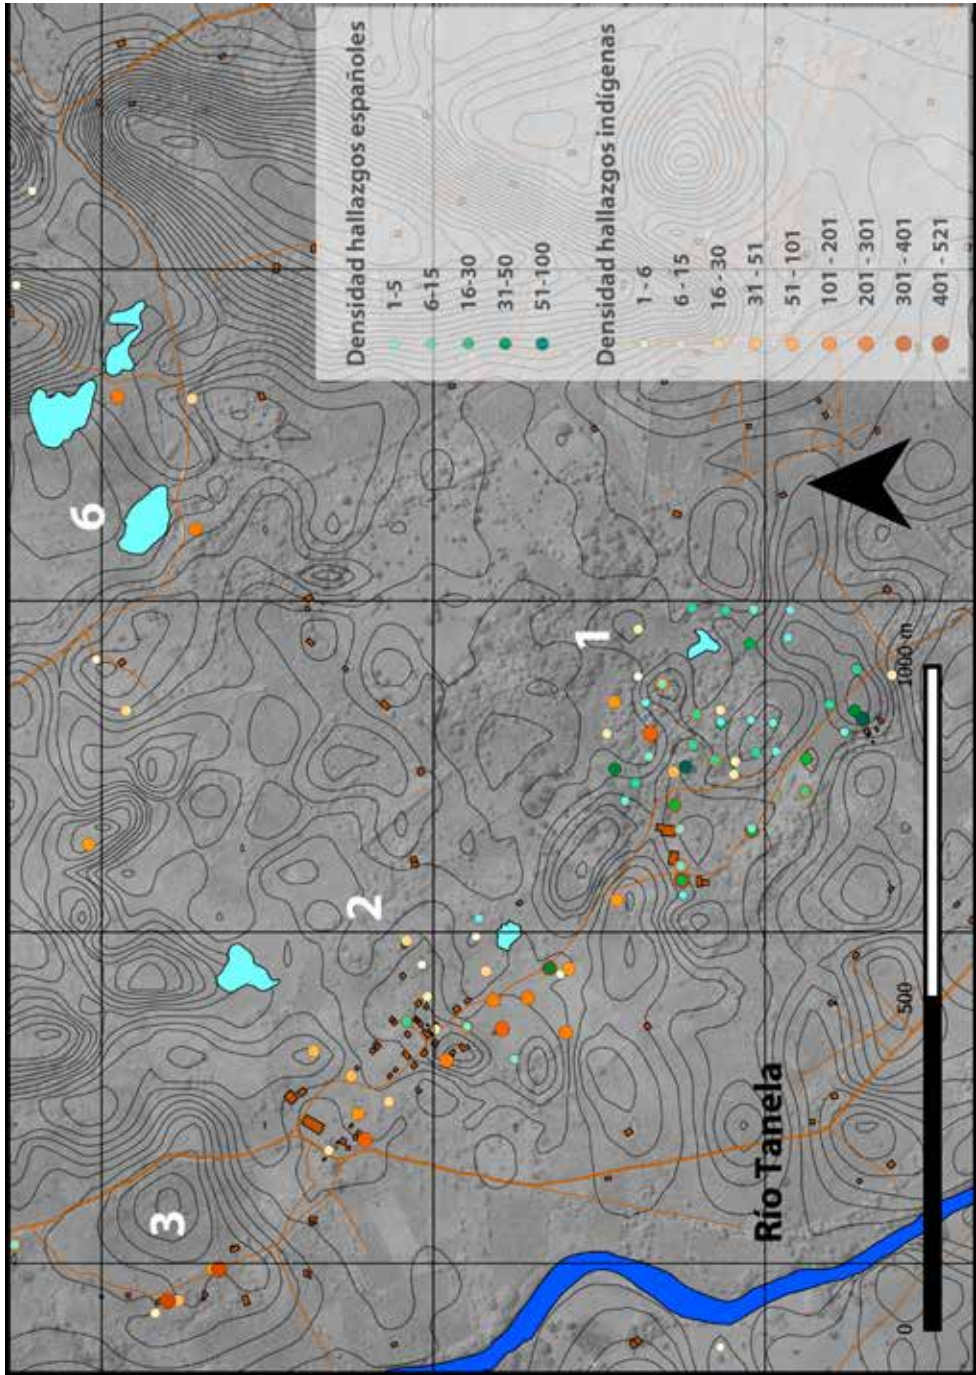 6
1
2
3
Densidad hallazgos españoles
1-5
6-15
16-30
31-50
51-100
Densidad hallazgos indígenas
1 - 6
6 - 15
16 - 30
31 - 51
51 - 101
101 - 201
201 - 301
301 - 401
401 - 521
Río Tanela
0
500
1000 m